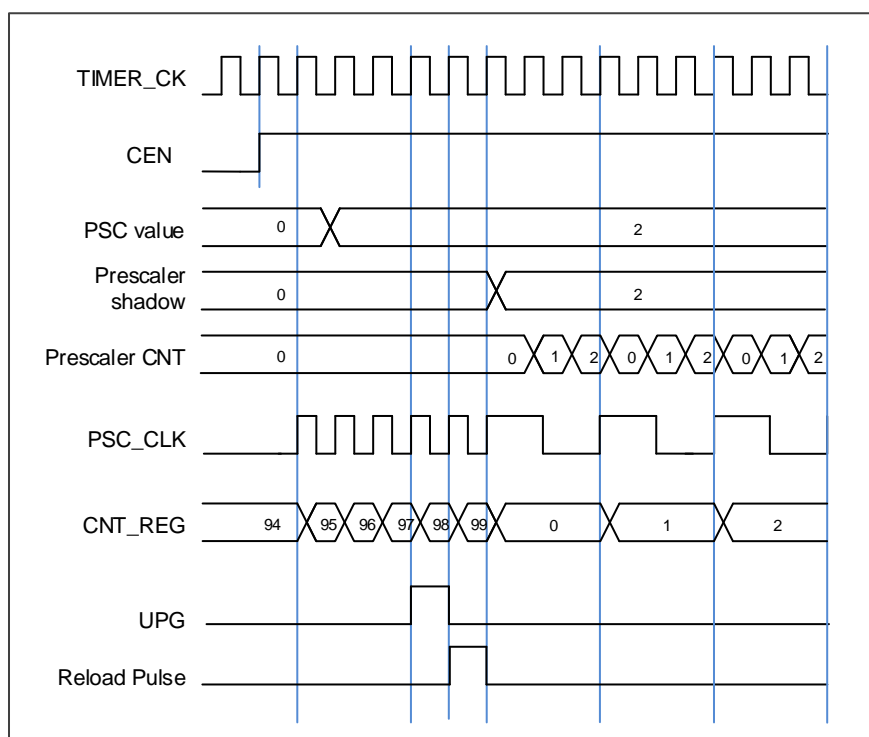 TIMER_CK
CEN
PSC value 0 2
Prescaler
shadow 0 2
Prescaler CNT 0 0 1 2 0 1 2 0 1 2
PSC_CLK
CNT_REG 94 95 96 97 98 99 0 1 2
UPG
Reload Pulse